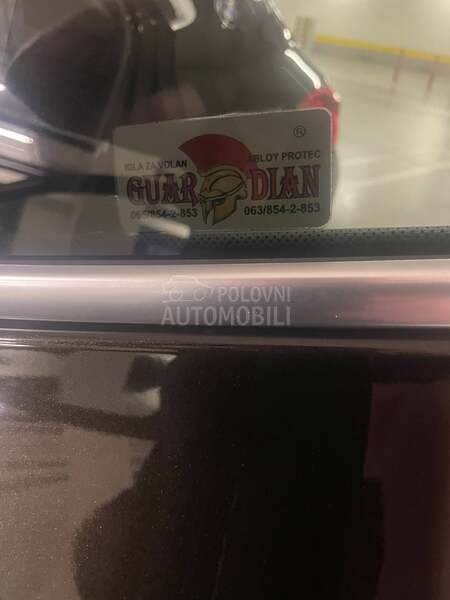 ®
IGLA ZA VOLAN ABLOY PROTEC
GUARDIAN
063/854-2-853 063/854-2-853
POLOVNI
AUTOMOBILI